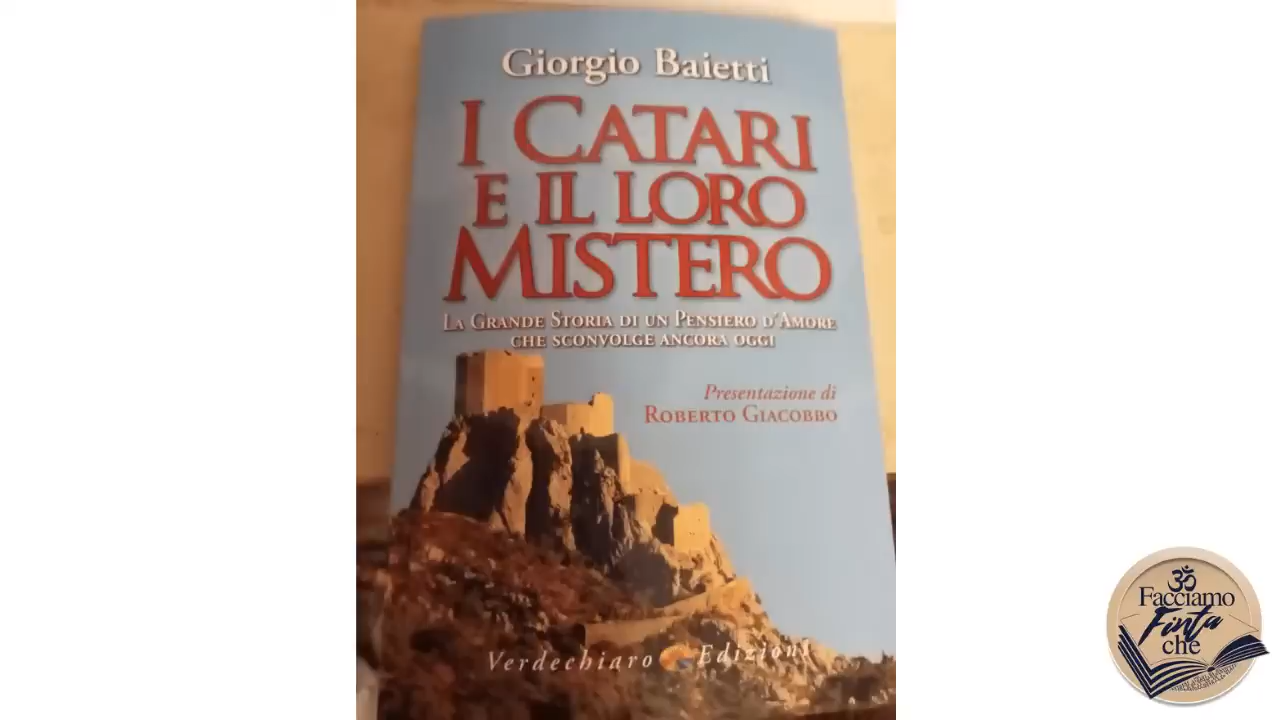 Giorgio Baietti
I CATARI
E IL LORO
MISTERO
LA GRANDE STORIA DI UN PENSIERO D'AMORE
CHE SCONVOLGE ANCORA OGGI
Presentazione di
ROBERTO GIACOBBO
Verdechiaro Edizioni
ॐ
Facciamo
Finta
che